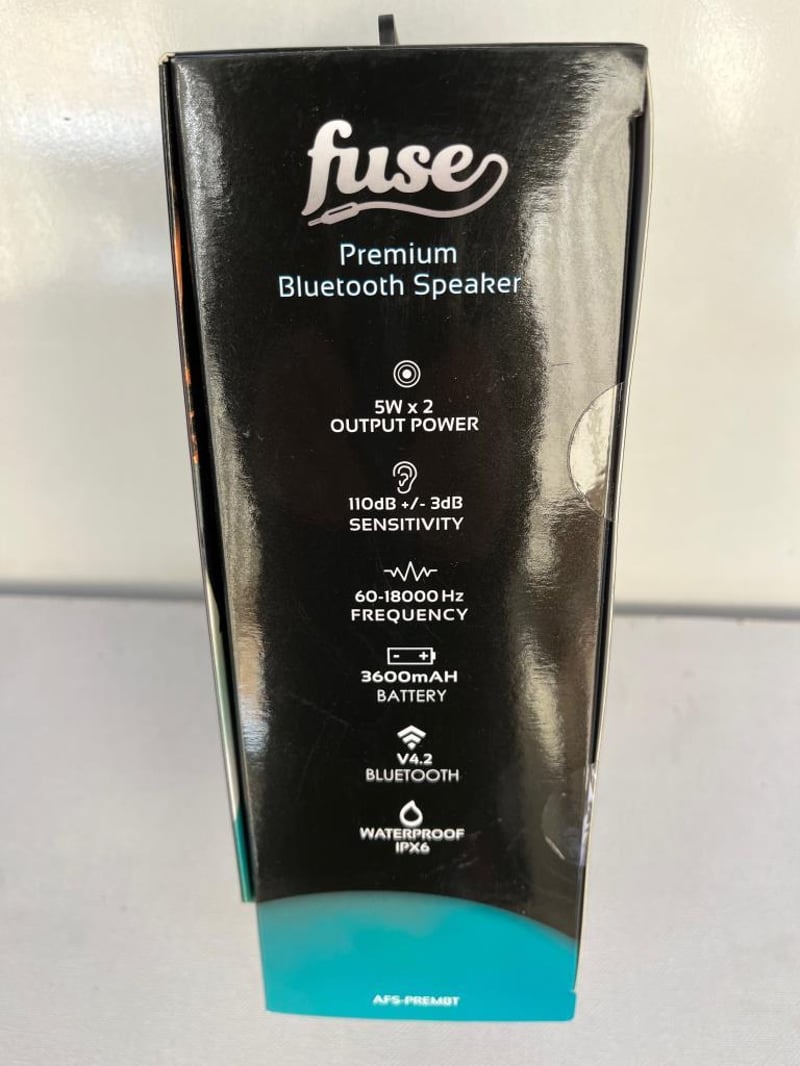 fuse
Premium
Bluetooth Speaker
5W x 2
OUTPUT POWER
110dB +/- 3dB
SENSITIVITY
60-18000 Hz
FREQUENCY
- +
3600mAH
BATTERY
V4.2
BLUETOOTH
WATERPROOF
IPX6
AFS-PREMBT